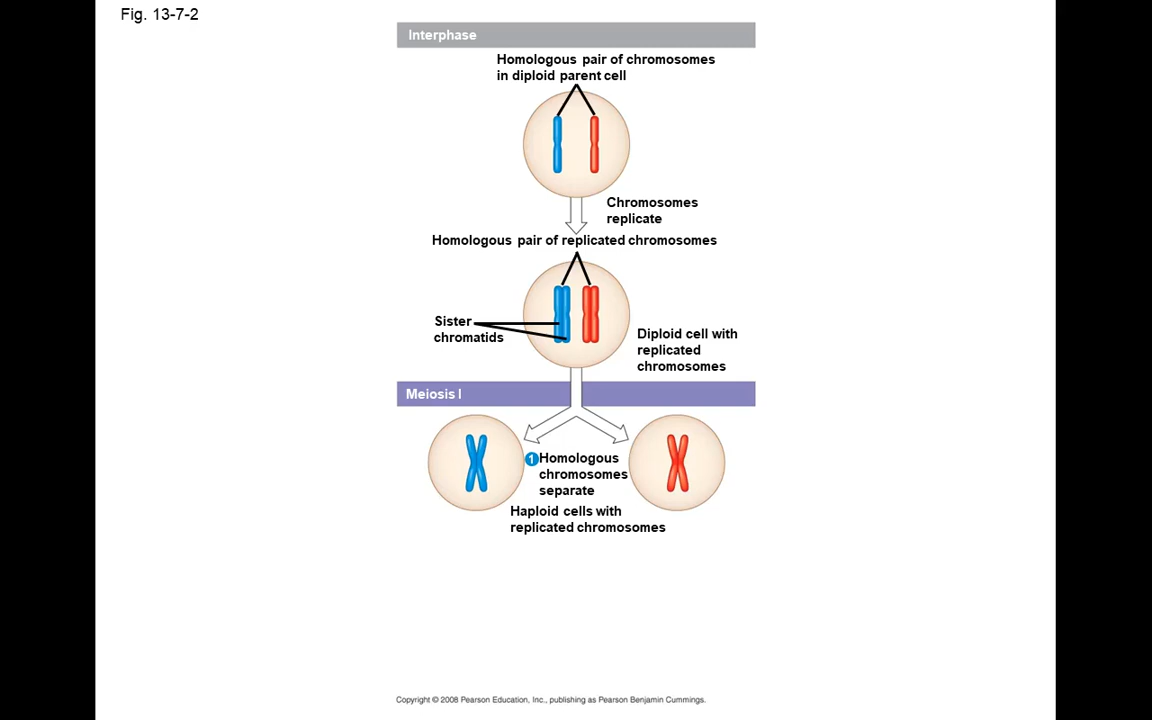 Fig. 13-7-2
Interphase
Homologous pair of chromosomes
in diploid parent cell
Chromosomes
replicate
Homologous pair of replicated chromosomes
Sister
chromatids
Diploid cell with
replicated
chromosomes
Meiosis I
1 Homologous
chromosomes
separate
Haploid cells with
replicated chromosomes
Copyright © 2008 Pearson Education, Inc., publishing as Pearson Benjamin Cummings.